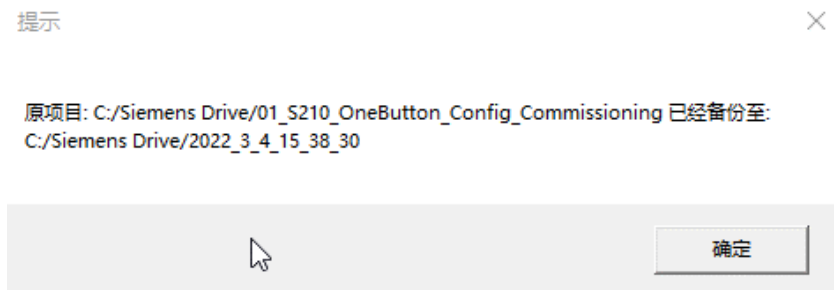 提示
原项目: C:/Siemens Drive/01_S210_OneButton_Config_Commissioning 已经备份至:
C:/Siemens Drive/2022_3_4_15_38_30
确定